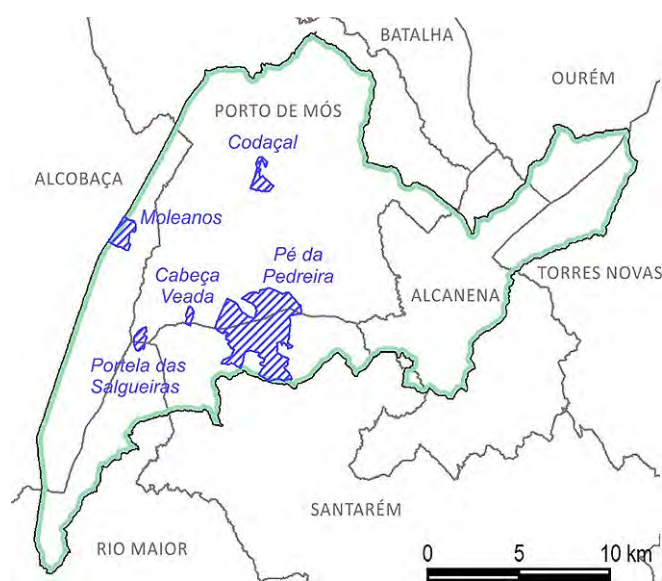 BATALHA
OURÉM
PORTO DE MÓS
Codaçal
ALCOBAÇA
Moleanos
Pé da
Pedreira
Cabeça
Veada
TORRES NOVAS
ALCANENA
Portela das
Salgueiras
SANTARÉM
RIO MAIOR
0 5 10 km